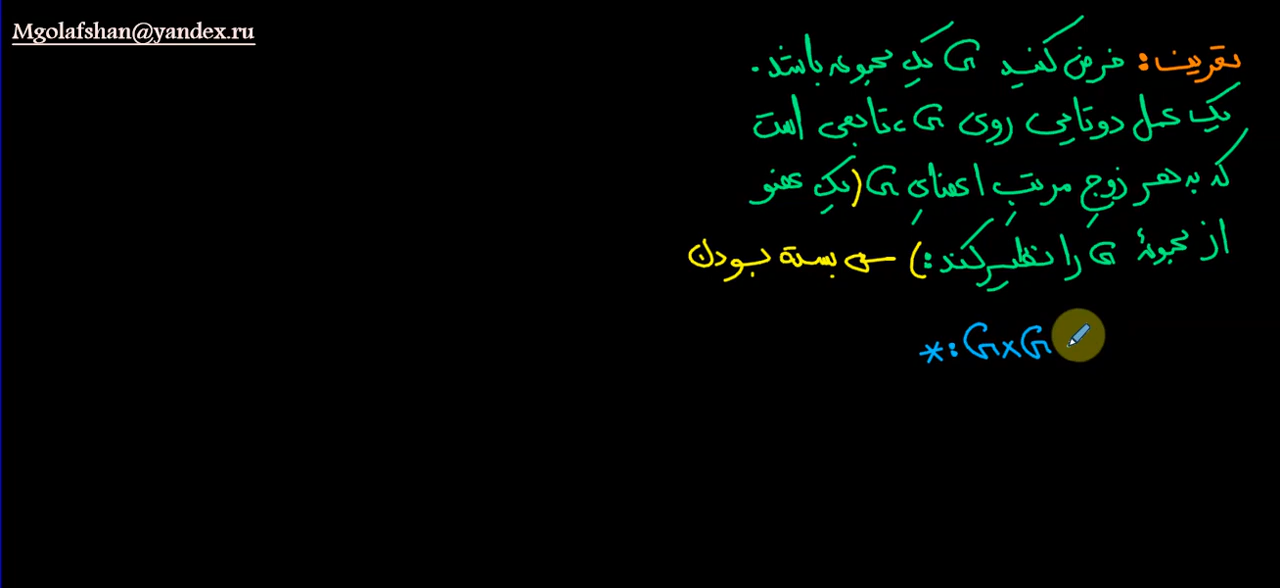 Mgolafshan@yandex.ru
تعریف: فرض کنید G یک مجموعه باشد.
یک عمل دوتایی روی G، تابعی است
که به هر زوج مرتب اعضای G (یک عضو
از مجموعهٔ G را نظیر کند:) ← بسته بودن
*: G×G